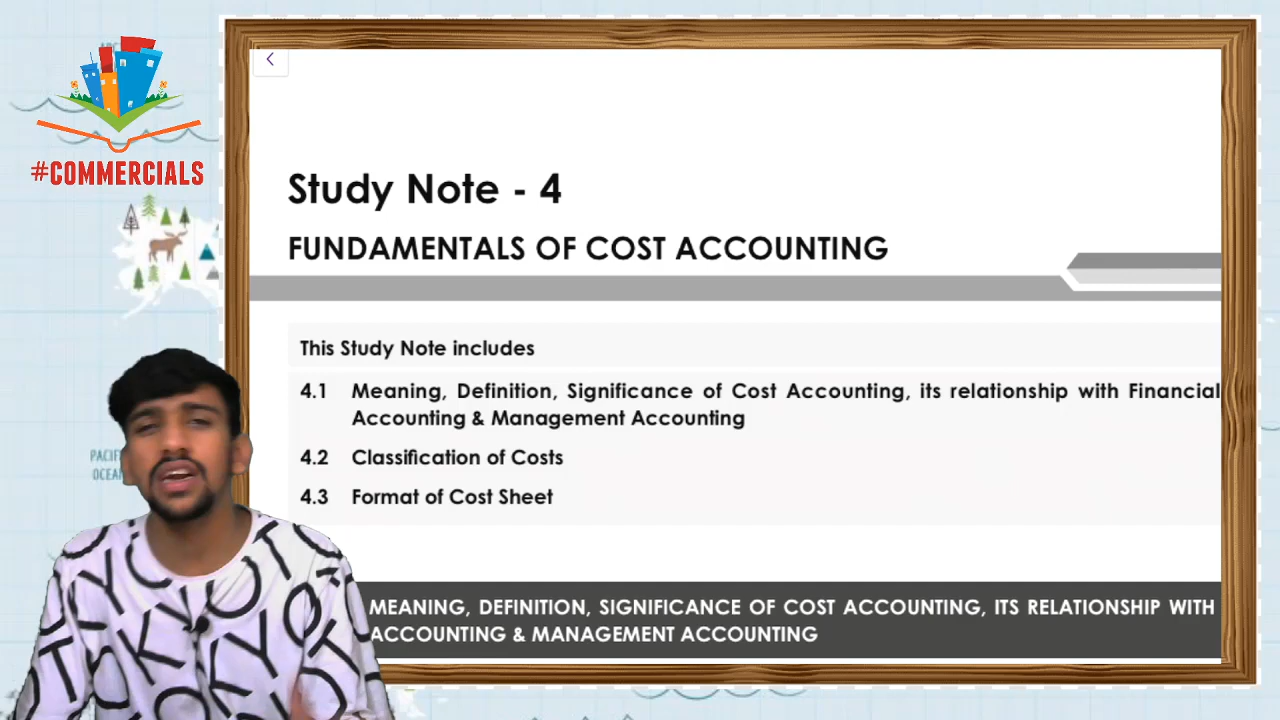 #COMMERCIALS
Study Note - 4
FUNDAMENTALS OF COST ACCOUNTING
This Study Note includes
4.1 Meaning, Definition, Significance of Cost Accounting, its relationship with Financial
Accounting & Management Accounting
4.2 Classification of Costs
4.3 Format of Cost Sheet
MEANING, DEFINITION, SIGNIFICANCE OF COST ACCOUNTING, ITS RELATIONSHIP WITH
ACCOUNTING & MANAGEMENT ACCOUNTING